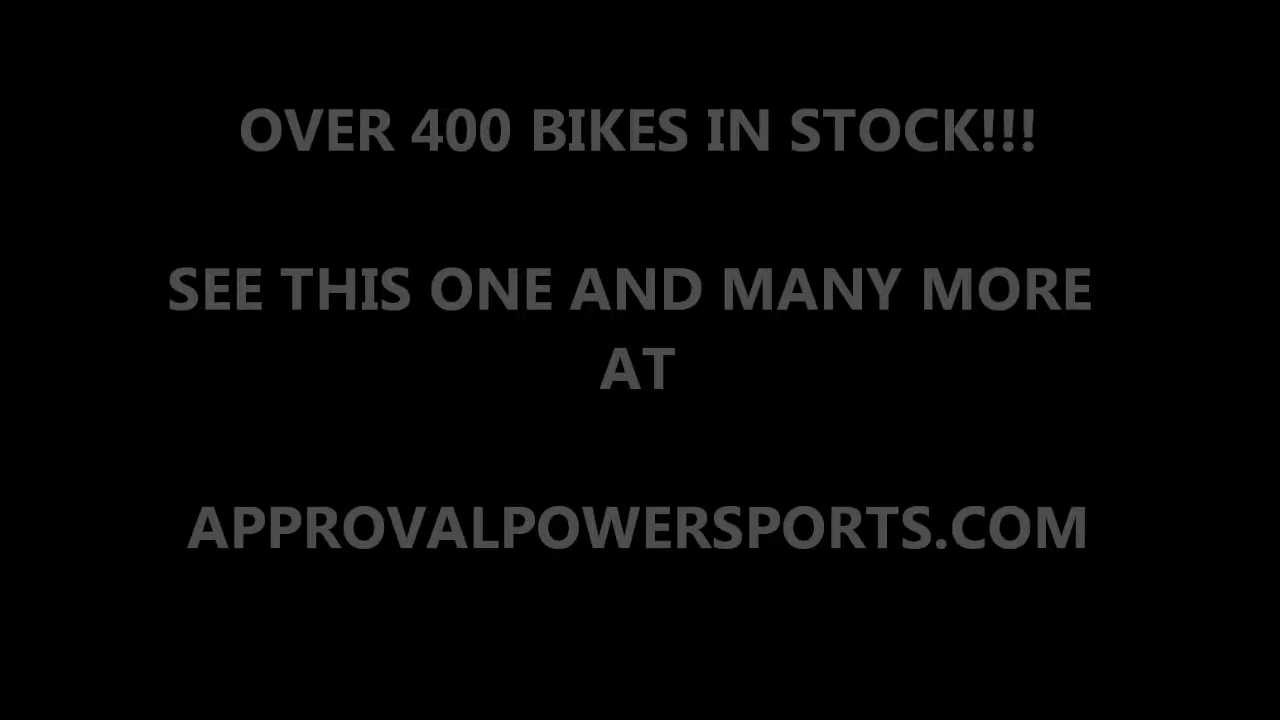 OVER 400 BIKES IN STOCK!!!
SEE THIS ONE AND MANY MORE
AT
APPROVALPOWERSPORTS.COM